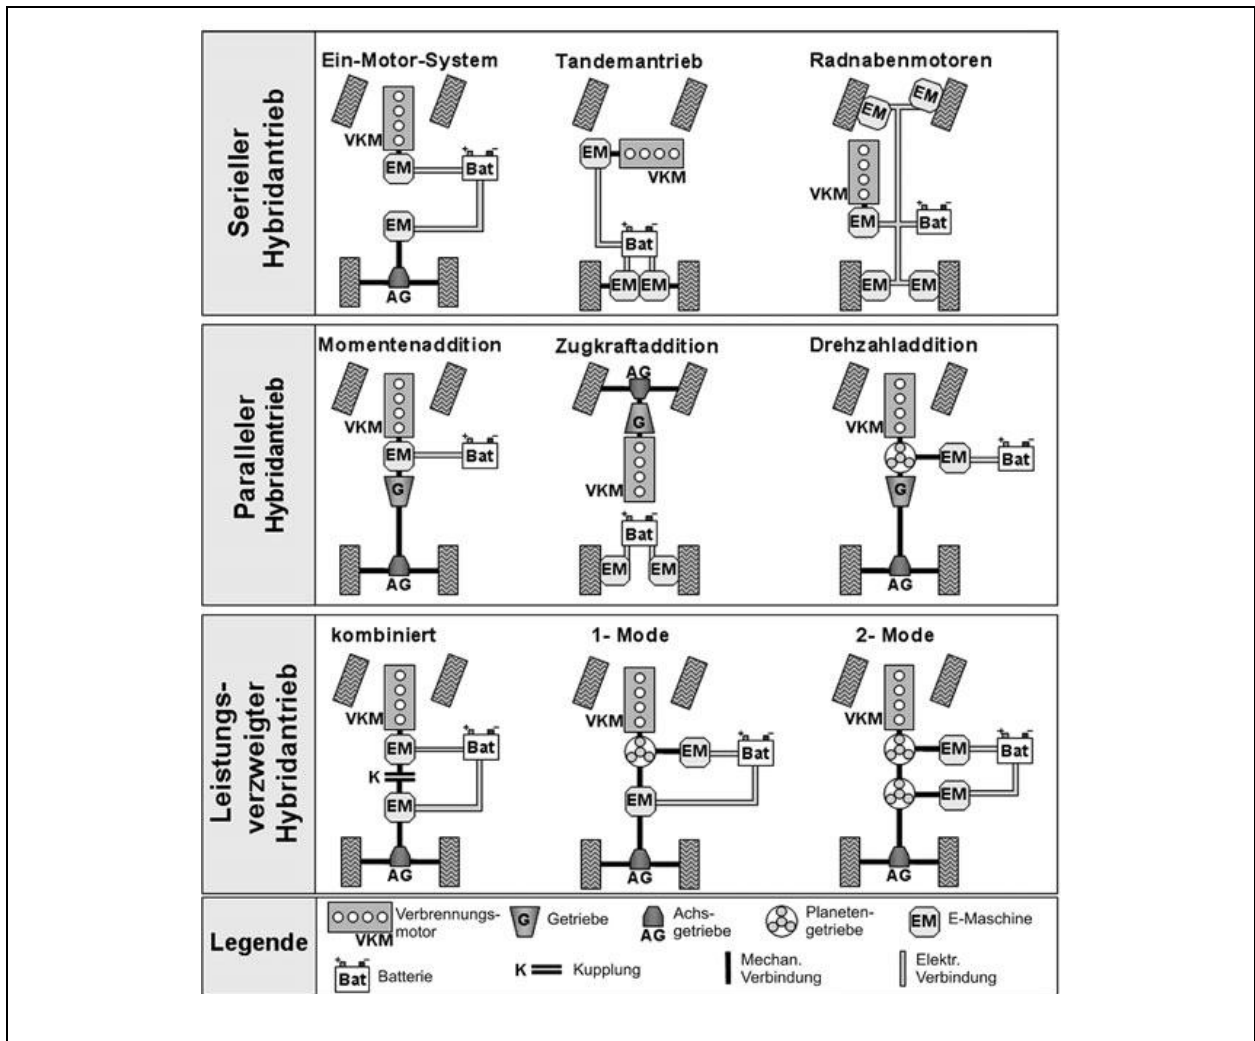 Serieller
Hybridantrieb
Ein-Motor-System
VKM
EM
+ −
Bat
EM
AG
Tandemantrieb
EM
VKM
+ −
Bat
EM EM
Radnabenmotoren
EM EM
VKM
EM
+ −
Bat
EM EM
Paralleler
Hybridantrieb
Momentenaddition
VKM
EM
+ −
Bat
G
AG
Zugkraftaddition
AG
G
VKM
+ −
Bat
EM EM
Drehzahladdition
VKM
EM
+ −
Bat
G
AG
Leistungs-
verzweigter
Hybridantrieb
kombiniert
VKM
EM
+ −
Bat
K
EM
AG
1- Mode
VKM
EM
+ −
Bat
EM
AG
2- Mode
VKM
EM
+ −
Bat
EM
AG
Legende
VKM
Verbrennungs-
motor
G
Getriebe
AG
Achs-
getriebe
Planeten-
getriebe
EM
E-Maschine
+ −
Bat
Batterie
K
Kupplung
Mechan.
Verbindung
Elektr.
Verbindung